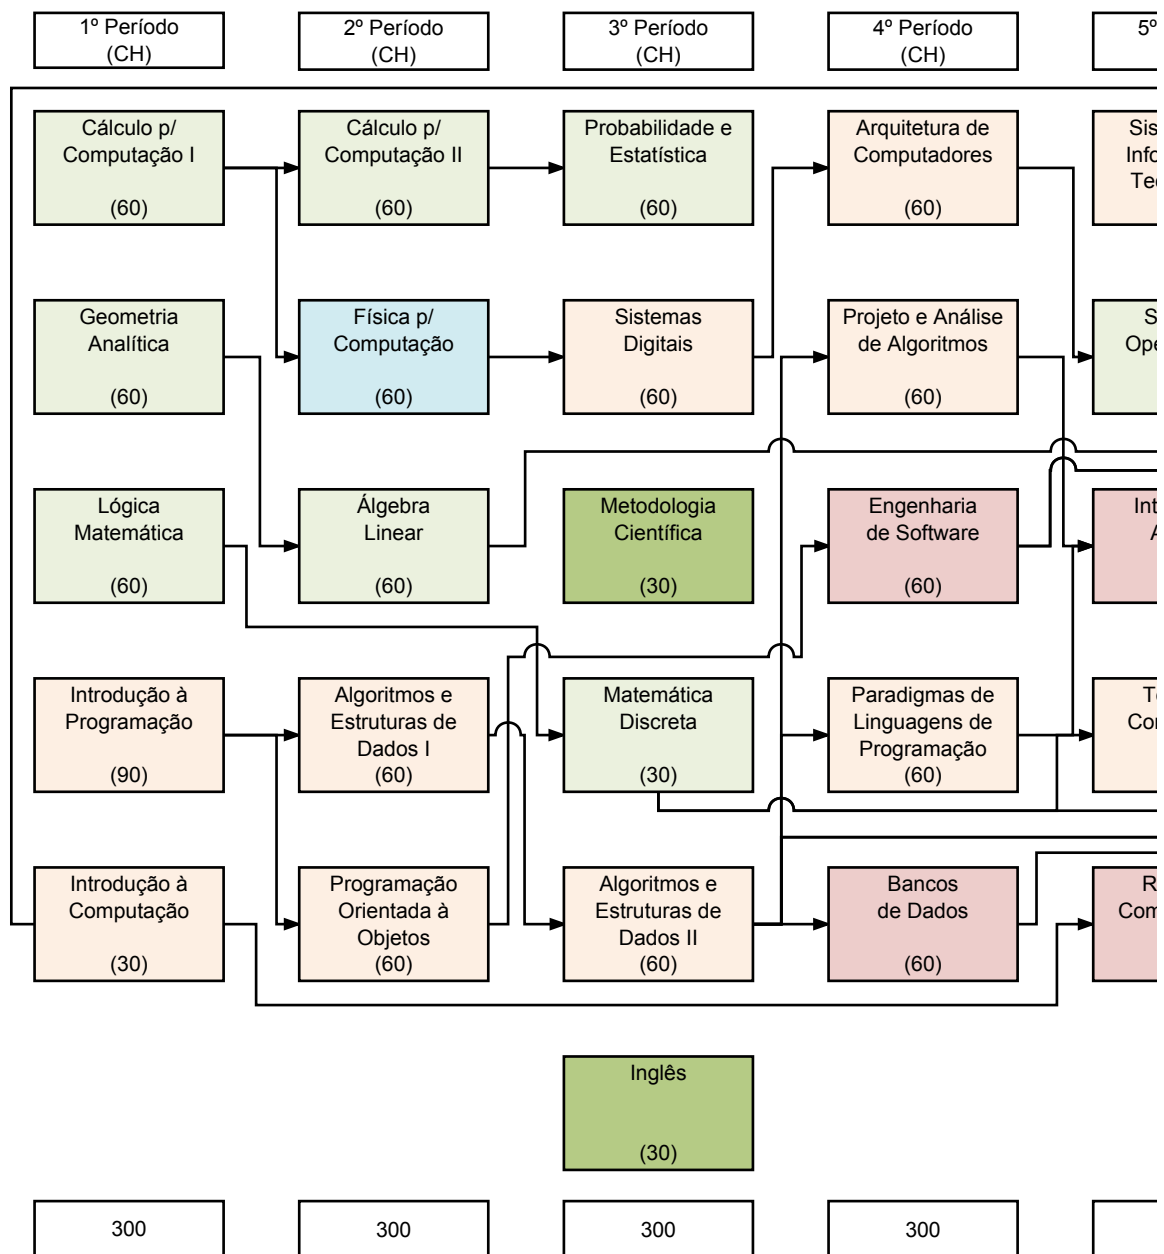 1º Período
(CH)
2º Período
(CH)
3º Período
(CH)
4º Período
(CH)
5º
Cálculo p/
Computação I
(60)
Cálculo p/
Computação II
(60)
Probabilidade e
Estatística
(60)
Arquitetura de
Computadores
(60)
Geometria
Analítica
(60)
Física p/
Computação
(60)
Sistemas
Digitais
(60)
Projeto e Análise
de Algoritmos
(60)
Lógica
Matemática
(60)
Álgebra
Linear
(60)
Metodologia
Científica
(30)
Engenharia
de Software
(60)
Introdução à
Programação
(90)
Algoritmos e
Estruturas de
Dados I
(60)
Matemática
Discreta
(30)
Paradigmas de
Linguagens de
Programação
(60)
Introdução à
Computação
(30)
Programação
Orientada à
Objetos
(60)
Algoritmos e
Estruturas de
Dados II
(60)
Bancos
de Dados
(60)
Inglês
(30)
300
300
300
300